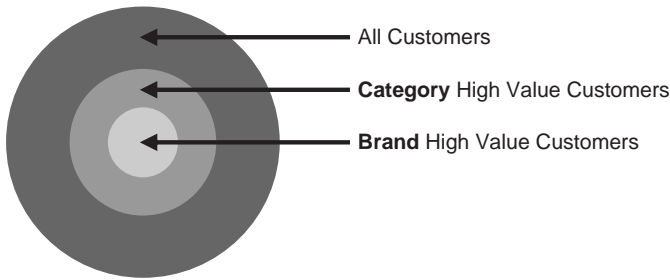 All Customers
Category High Value Customers
Brand High Value Customers